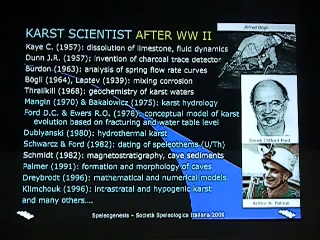 KARST SCIENTIST AFTER WW II
Kaye C. (1957): dissolution of limestone, fluid dynamics
Dunn J.R. (1957): invention of charcoal trace detector
Burdon (1963): analysis of spring flow rate curves
Bögli (1964), Laptev (1939): mixing corrosion
Thrailkill (1968): geochemistry of karst waters
Mangin (1970) & Bakalowicz (1975): karst hydrology
Ford D.C. & Ewers R.O. (1978): conceptual model of karst
evolution based on fracturing and water table level
Dublyanski (1980): hydrothermal karst
Schwarcz & Ford (1982): dating of speleothems (U/Th)
Schmidt (1982): magnetostratigraphy, cave sediments
Palmer (1991): formation and morphology of caves
Dreybrodt (1996): mathematical and numerical models
Klimchouk (1996): intrastratal and hypogenic karst
and many others....
Alfred Bögli
Derek Clifford Ford
Arthur N. Palmer
Speleogenesis – Società Speleologica Italiana 2009